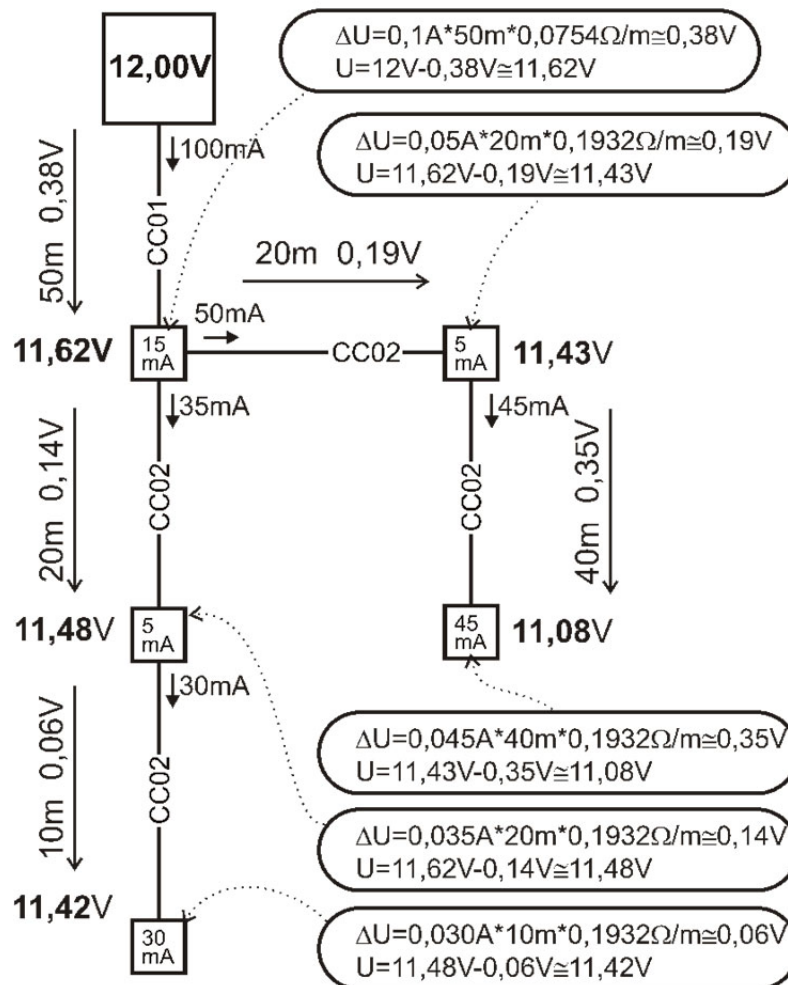 ΔU=0,1A*50m*0,0754Ω/m≅0,38V
U=12V-0,38V≅11,62V
12,00V
100mA
ΔU=0,05A*20m*0,1932Ω/m≅0,19V
U=11,62V-0,19V≅11,43V
50m 0,38V
CC01
20m 0,19V
50mA
11,62V
15
mA
CC02
5
mA
11,43V
35mA
45mA
20m 0,14V
CC02
CC02
40m 0,35V
11,48V
5
mA
45
mA
11,08V
30mA
10m 0,06V
CC02
ΔU=0,045A*40m*0,1932Ω/m≅0,35V
U=11,43V-0,35V≅11,08V
ΔU=0,035A*20m*0,1932Ω/m≅0,14V
U=11,62V-0,14V≅11,48V
11,42V
30
mA
ΔU=0,030A*10m*0,1932Ω/m≅0,06V
U=11,48V-0,06V≅11,42V